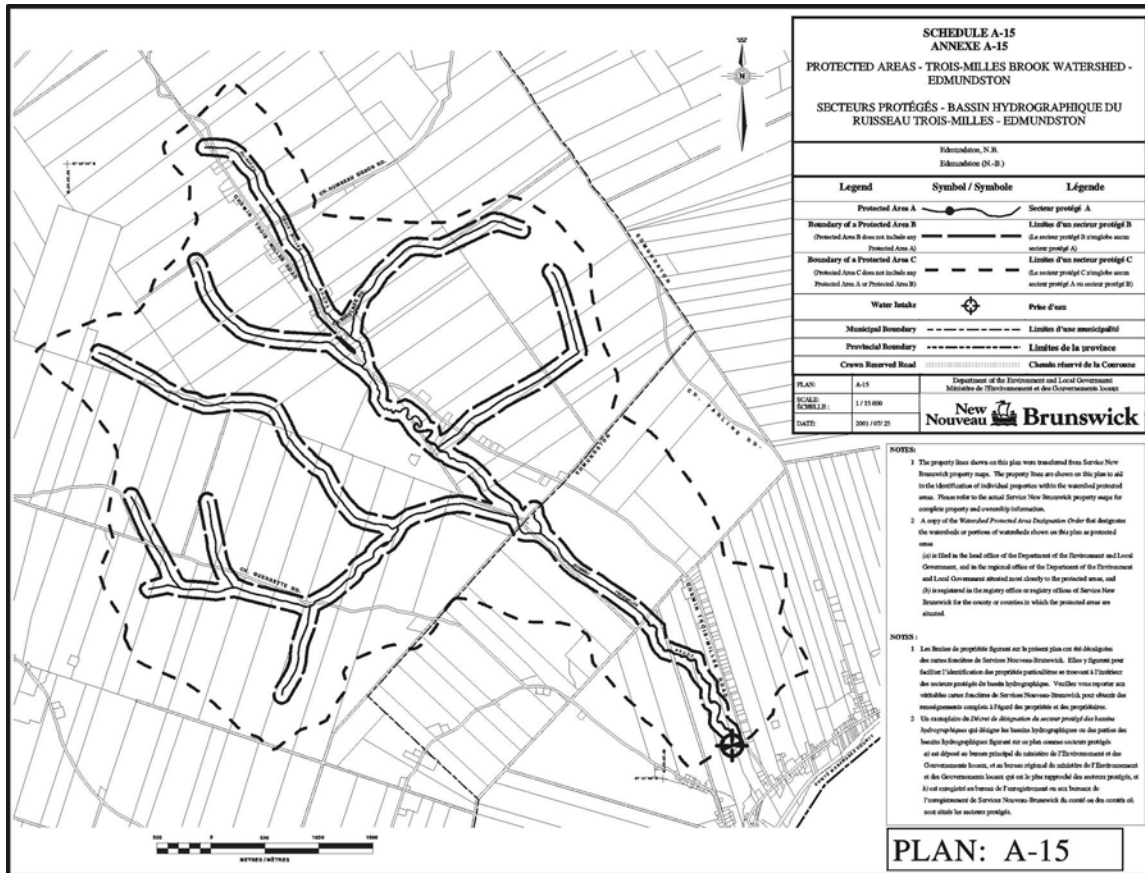 SCHEDULE A-15
ANNEXE A-15
PROTECTED AREAS - TROIS-MILLES BROOK WATERSHED -
EDMUNDSTON
SECTEURS PROTÉGÉS - BASSIN HYDROGRAPHIQUE DU
RUISSEAU TROIS-MILLES - EDMUNDSTON
Edmundston, N.B.
Edmundston (N.-B.)
Legend Symbol / Symbole Légende
Protected Area A Secteur protégé A
Boundary of a Protected Area B Limites d'un secteur protégé B
(Protected Area B does not include any (Le secteur protégé B n'englobe aucun
Protected Area A) secteur protégé A)
Boundary of a Protected Area C Limites d'un secteur protégé C
(Protected Area C does not include any (Le secteur protégé C n'englobe aucun
Protected Area A or Protected Area B) secteur protégé A ou secteur protégé B)
Water Intake Prise d'eau
Municipal Boundary Limites d'une municipalité
Provincial Boundary Limites de la province
Crown Reserved Road Chemin réservé de la Couronne
PLAN: A-15 Department of the Environment and Local Government
Ministère de l'Environnement et des Gouvernements locaux
SCALE:
ÉCHELLE : 1 / 35 000
DATE: 2001 / 07/ 23
New
Nouveau Brunswick
NOTES:
1 The property lines shown on this plan were transferred from Service New
Brunswick property maps. The property lines are shown on this plan to aid
in the identification of individual properties within the watershed protected
areas. Please refer to the actual Service New Brunswick property maps for
complete property and ownership information.
2 A copy of the Watershed Protected Area Designation Order that designates
the watersheds or portions of watersheds shown on this plan as protected
areas
(a) is filed in the head office of the Department of the Environment and Local
Government, and in the regional office of the Department of the Environment
and Local Government situated most closely to the protected areas, and
(b) is registered in the registry office or registry offices of Service New
Brunswick for the county or counties in which the protected areas are
situated.
NOTES :
1 Les limites de propriétés figurant sur le présent plan ont été décalquées
des cartes foncières de Services Nouveau-Brunswick. Elles y figurent pour
faciliter l'identification des propriétés particulières se trouvant à l'intérieur
des secteurs protégés du bassin hydrographique. Veuillez vous reporter aux
véritables cartes foncières de Services Nouveau-Brunswick pour obtenir des
renseignements complets à l'égard des propriétés et des propriétaires.
2 Un exemplaire du Décret de désignation du secteur protégé des bassins
hydrographiques qui désigne les bassins hydrographiques ou des parties des
bassins hydrographiques figurant sur ce plan comme secteurs protégés
a) est déposé au bureau principal du ministère de l'Environnement et des
Gouvernements locaux, et au bureau régional du ministère de l'Environnement
et des Gouvernements locaux qui est le plus rapproché des secteurs protégés, et
b) est enregistré au bureau de l'enregistrement ou aux bureaux de
l'enregistrement de Services Nouveau-Brunswick du comté ou des comtés où
sont situés les secteurs protégés.
PLAN: A-15
N
CHEMIN TROIS-MILLES ROAD
EDMUNDSTON
EDMUNDSTON
CH. OUELLETTE RD.
CHEMIN TROIS-MILLES
500 0 500 1000 1500
METRES / MÈTRES